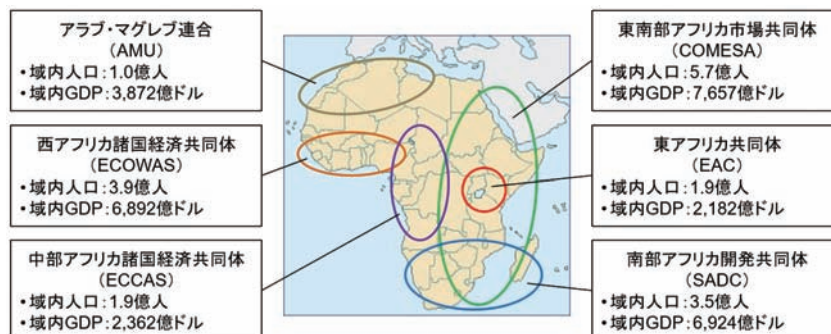 アラブ・マグレブ連合
(AMU)
•域内人口：1.0億人
•域内GDP：3,872億ドル
西アフリカ諸国経済共同体
(ECOWAS)
•域内人口：3.9億人
•域内GDP：6,892億ドル
中部アフリカ諸国経済共同体
(ECCAS)
•域内人口：1.9億人
•域内GDP：2,362億ドル
東南部アフリカ市場共同体
(COMESA)
•域内人口：5.7億人
•域内GDP：7,657億ドル
東アフリカ共同体
(EAC)
•域内人口：1.9億人
•域内GDP：2,182億ドル
南部アフリカ開発共同体
(SADC)
•域内人口：3.5億人
•域内GDP：6,924億ドル